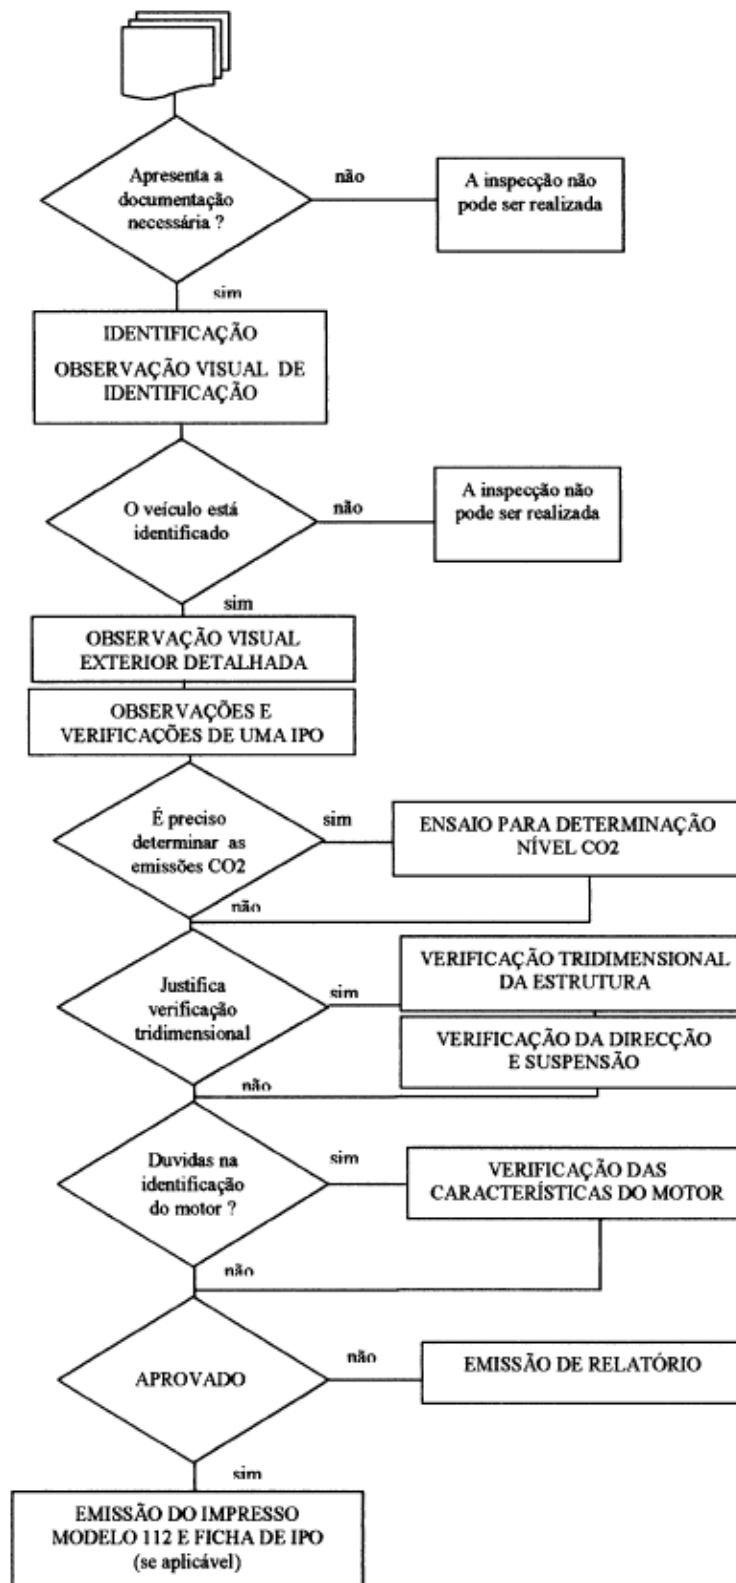 Apresenta a
documentação
necessária ?
não
A inspecção não
pode ser realizada
sim
IDENTIFICAÇÃO
OBSERVAÇÃO VISUAL DE
IDENTIFICAÇÃO
O veículo está
identificado
não
A inspecção não
pode ser realizada
sim
OBSERVAÇÃO VISUAL
EXTERIOR DETALHADA
OBSERVAÇÕES E
VERIFICAÇÕES DE UMA IPO
É preciso
determinar as
emissões CO2
sim
ENSAIO PARA DETERMINAÇÃO
NÍVEL CO2
não
Justifica
verificação
tridimensional
sim
VERIFICAÇÃO TRIDIMENSIONAL
DA ESTRUTURA
VERIFICAÇÃO DA DIRECÇÃO
E SUSPENSÃO
não
Duvidas na
identificação
do motor ?
sim
VERIFICAÇÃO DAS
CARACTERÍSTICAS DO MOTOR
não
APROVADO
não
EMISSÃO DE RELATÓRIO
sim
EMISSÃO DO IMPRESSO
MODELO 112 E FICHA DE IPO
(se aplicável)